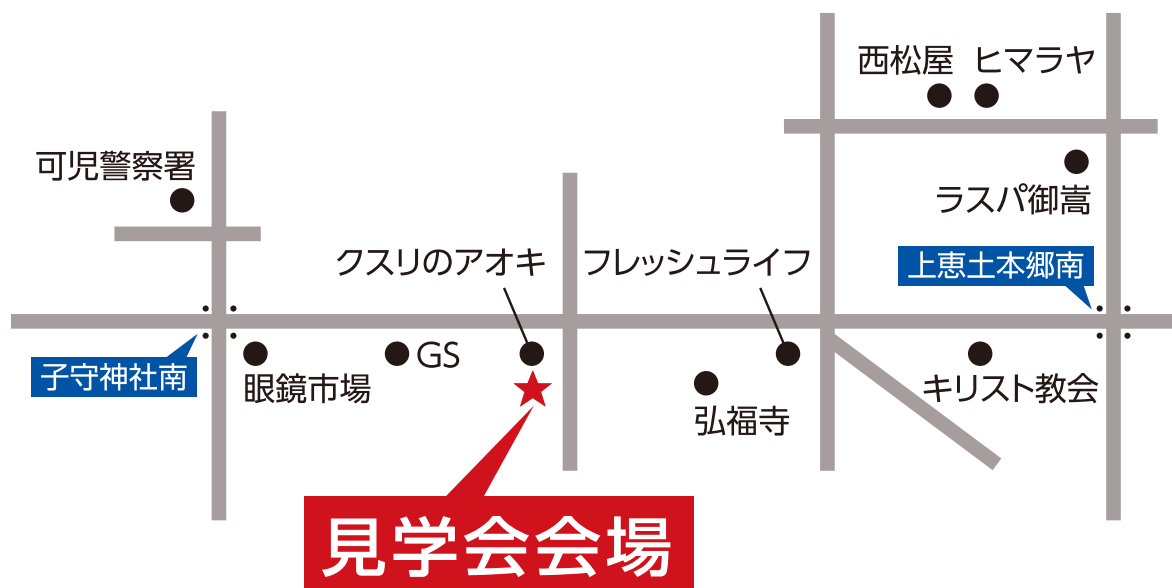 西松屋 ヒマラヤ
可児警察署
ラスパ御嵩
クスリのアオキ
フレッシュライフ
上恵土本郷南
子守神社南
眼鏡市場
GS
弘福寺
キリスト教会
見学会会場